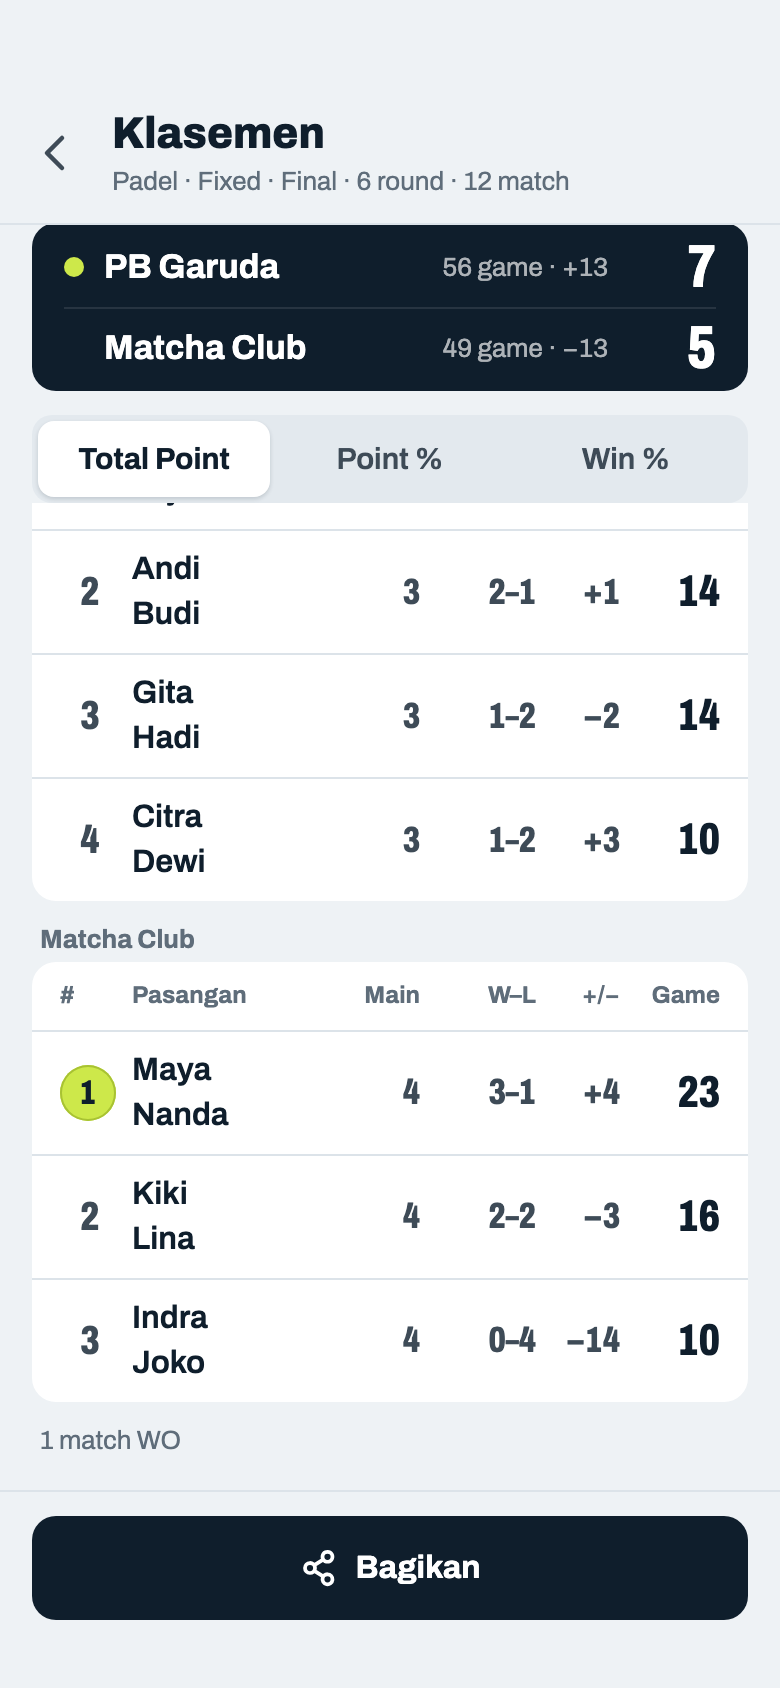 Klasemen
Padel · Fixed · Final · 6 round · 12 match
PB Garuda 56 game · +13 7
Matcha Club 49 game · −13 5
Total Point Point % Win %
2 Andi Budi 3 2–1 +1 14
3 Gita Hadi 3 1–2 −2 14
4 Citra Dewi 3 1–2 +3 10
Matcha Club
# Pasangan Main W–L +/− Game
1 Maya Nanda 4 3–1 +4 23
2 Kiki Lina 4 2–2 −3 16
3 Indra Joko 4 0–4 −14 10
1 match WO
Bagikan